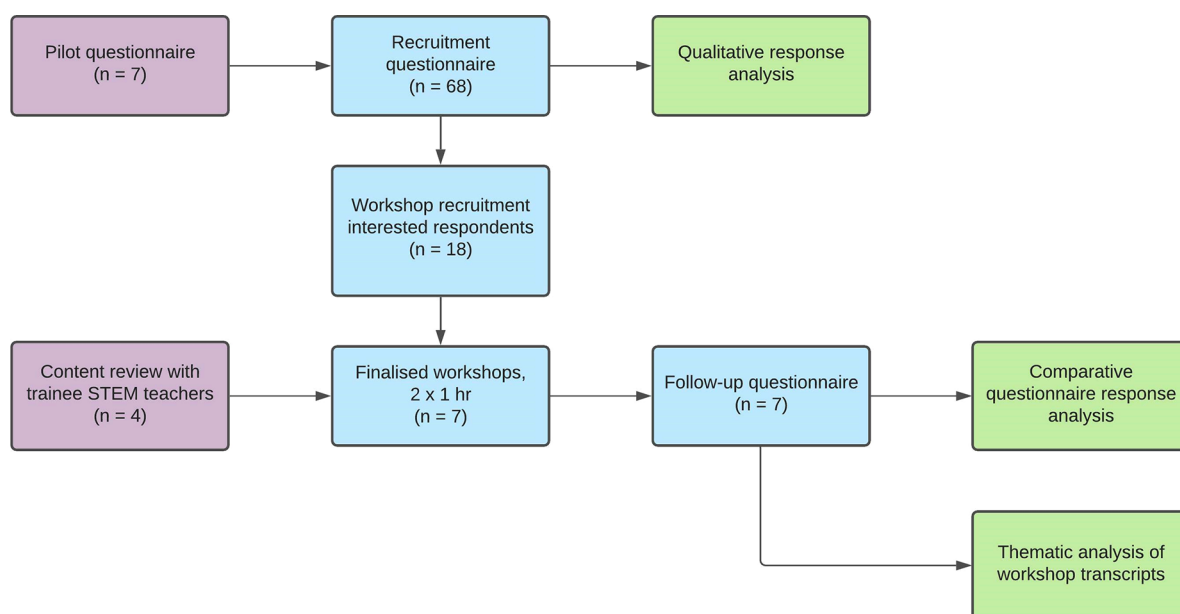 Pilot questionnaire
(n = 7)
Recruitment
questionnaire
(n = 68)
Qualitative response
analysis
Workshop recruitment
interested respondents
(n = 18)
Content review with
trainee STEM teachers
(n = 4)
Finalised workshops,
2 x 1 hr
(n = 7)
Follow-up questionnaire
(n = 7)
Comparative
questionnaire response
analysis
Thematic analysis of
workshop transcripts